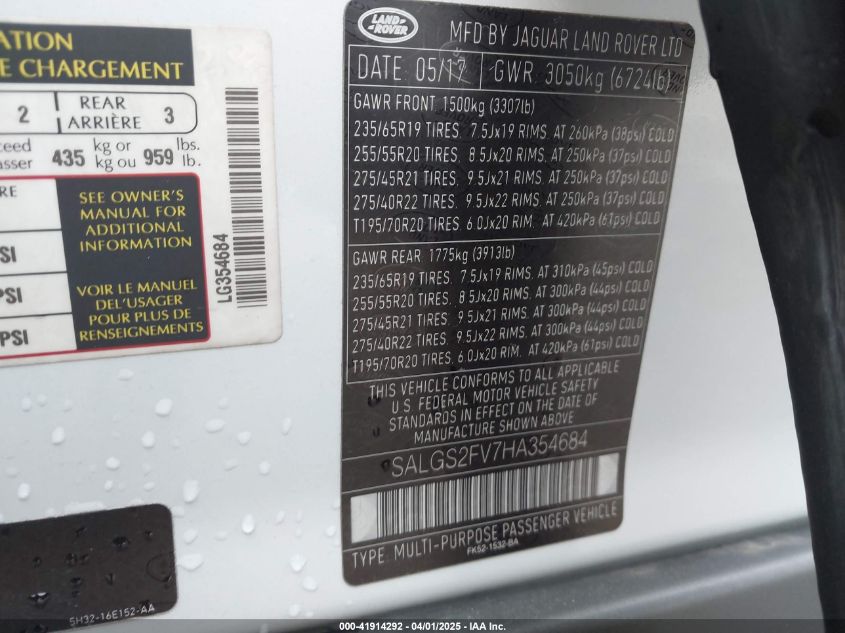 ATION
E CHARGEMENT
2 REAR ARRIÈRE 3
435 kg or kg ou 959 lbs. lb.
SEE OWNER'S
MANUAL FOR
ADDITIONAL
INFORMATION
VOIR LE MANUEL
DEL'USAGER
POUR PLUS DE
RENSEIGNEMENTS
PSI
PSI
LG354684
5H32-16E152-AA
LAND ROVER
MFD BY JAGUAR LAND ROVER LTD
DATE: 05/17 GWR 3050kg (6724lb)
GAWR FRONT 1500kg (3307lb)
235/65R19 TIRES. 7.5Jx19 RIMS. AT 260kPa (38psi) COLD
255/55R20 TIRES. 8.5Jx20 RIMS. AT 250kPa (37psi) COLD
275/45R21 TIRES. 9.5Jx21 RIMS. AT 250kPa (37psi) COLD
275/40R22 TIRES. 9.5Jx22 RIMS. AT 250kPa (37psi) COLD
T195/70R20 TIRES. 6.0Jx20 RIM. AT 420kPa (61psi) COLD
GAWR REAR 1775kg (3913lb)
235/65R19 TIRES. 7.5Jx19 RIMS. AT 310kPa (45psi) COLD
255/55R20 TIRES. 8.5Jx20 RIMS. AT 300kPa (44psi) COLD
275/45R21 TIRES. 9.5Jx21 RIMS. AT 300kPa (44psi) COLD
275/40R22 TIRES. 9.5Jx22 RIMS. AT 300kPa (44psi) COLD
T195/70R20 TIRES. 6.0Jx20 RIM. AT 420kPa (61psi) COLD
THIS VEHICLE CONFORMS TO ALL APPLICABLE
U.S. FEDERAL MOTOR VEHICLE SAFETY
STANDARDS IN EFFECT ON THE DATE OF
MANUFACTURE SHOWN ABOVE
SALGS2FV7HA354684
TYPE: MULTI-PURPOSE PASSENGER VEHICLE
FK52-1532-BA
000-41914292 - 04/01/2025 - IAA Inc.